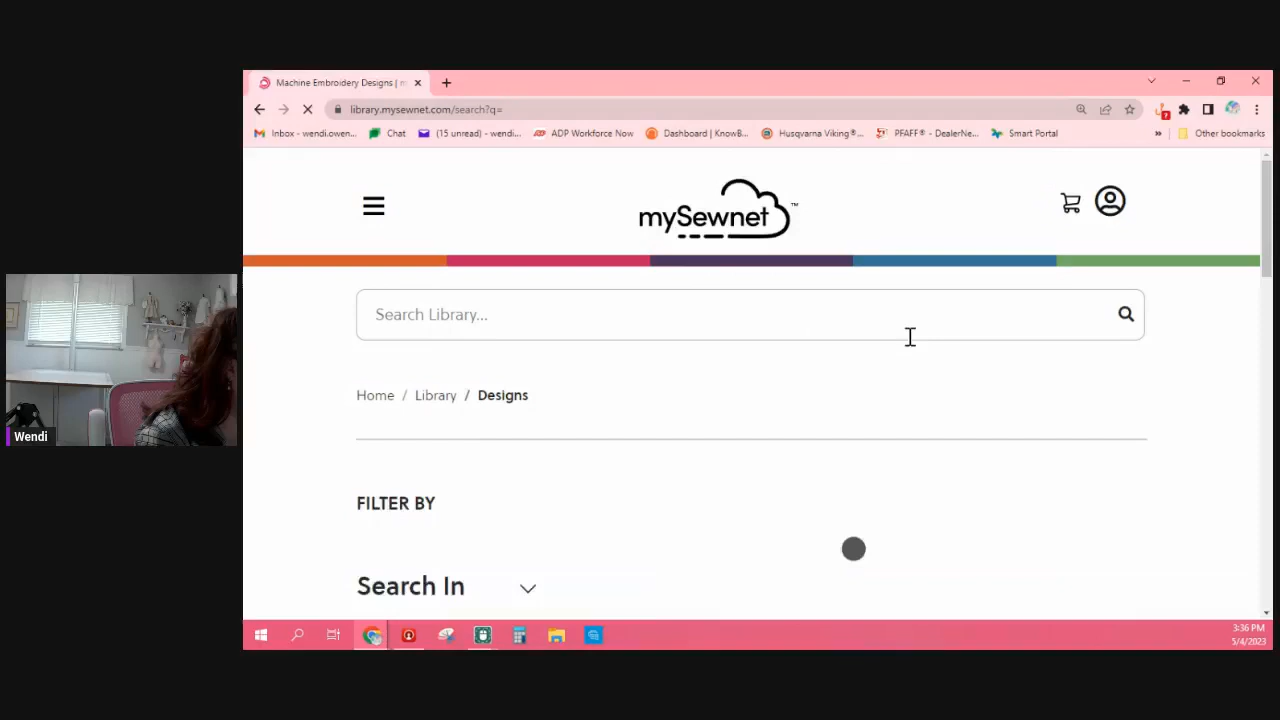 Machine Embroidery Designs | m
library.mysewnet.com/search?q=
Inbox - wendi.owen... Chat (15 unread) - wendi... ADP Workforce Now Dashboard | KnowB... Husqvarna Viking®... PFAFF® - DealerNe... Smart Portal » Other bookmarks
mySewnet™
Search Library...
Home / Library / Designs
FILTER BY
Search In
Wendi
3:36 PM
5/4/2023